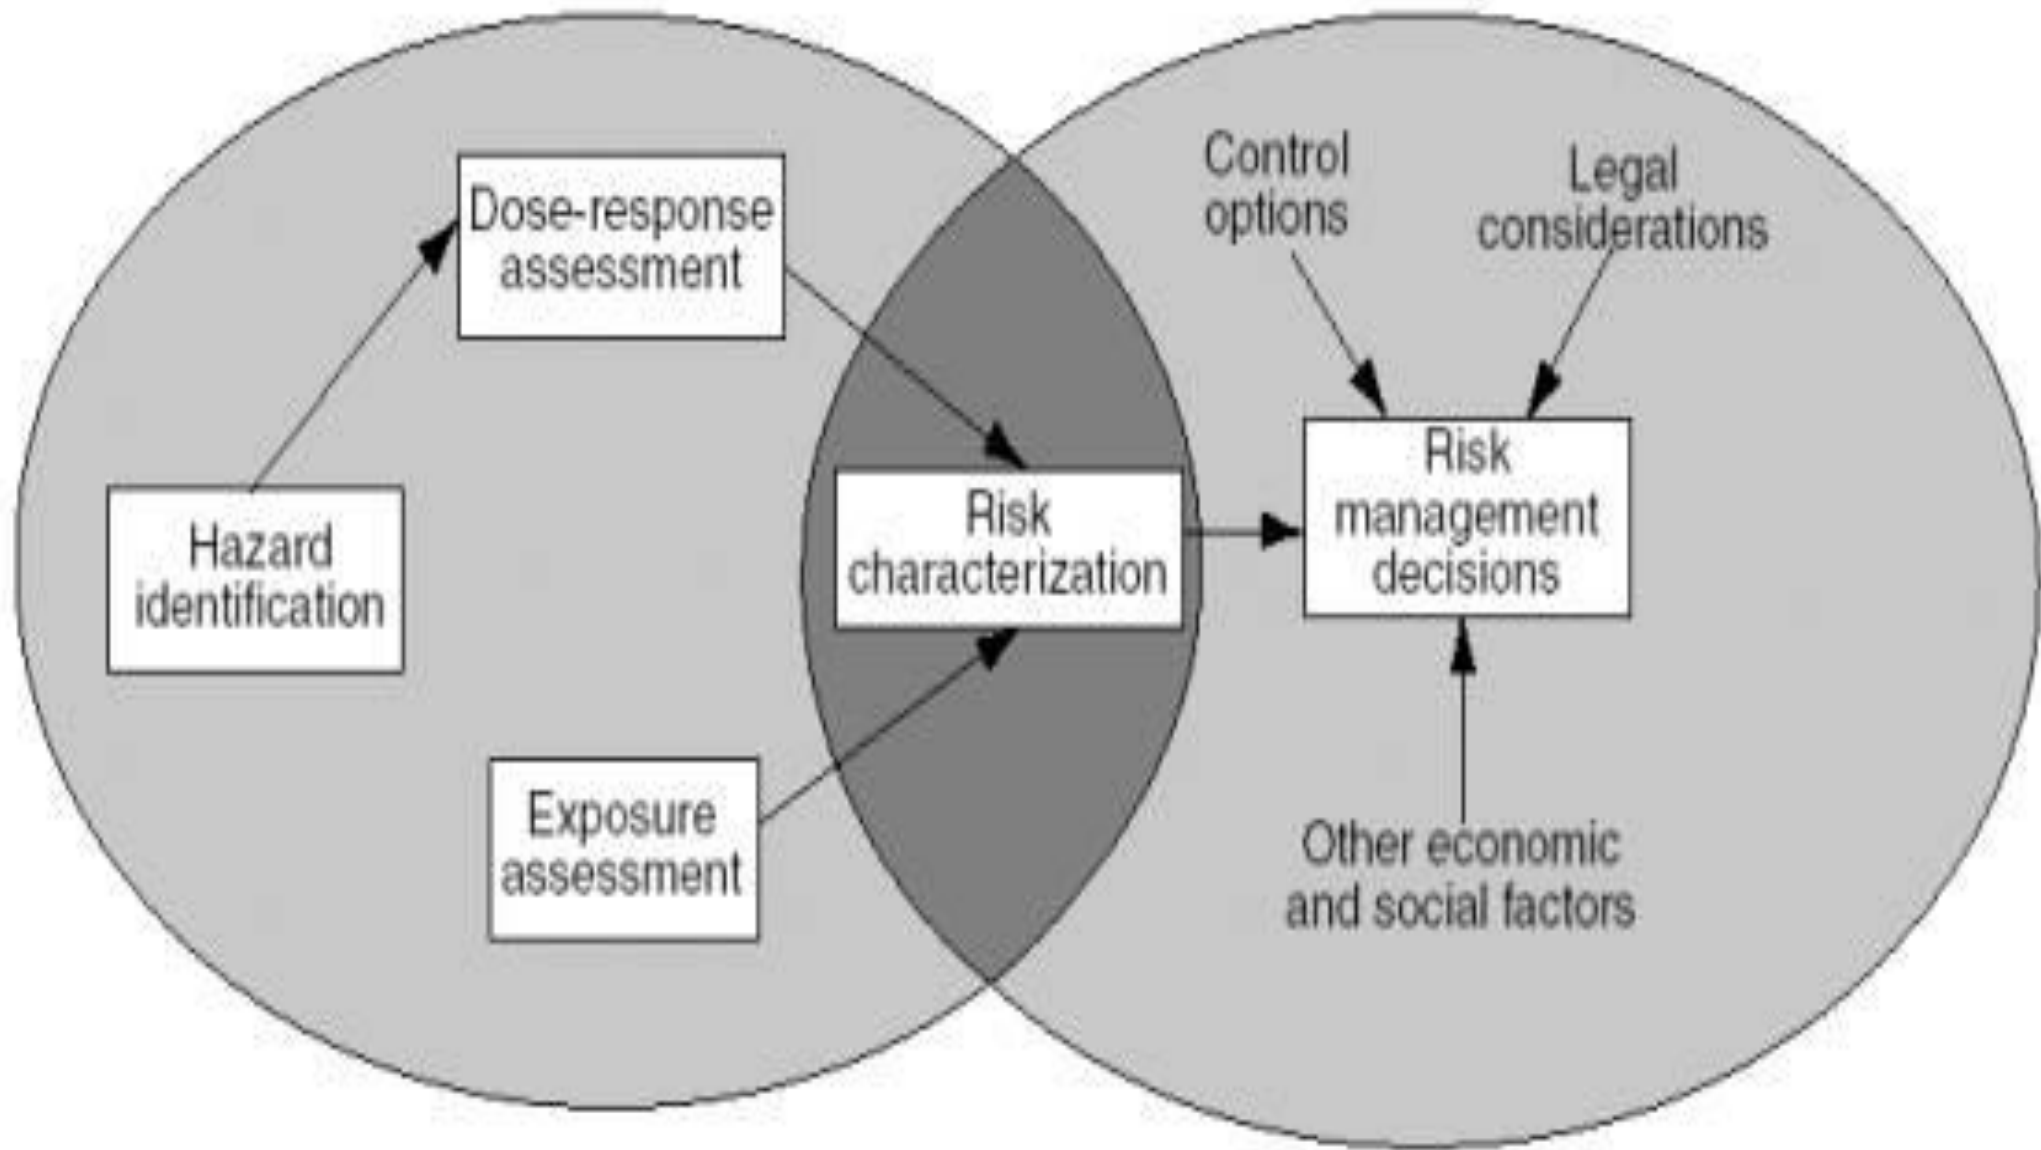 Dose-response
assessment
Hazard
identification
Exposure
assessment
Risk
characterization
Control
options
Legal
considerations
Risk
management
decisions
Other economic
and social factors